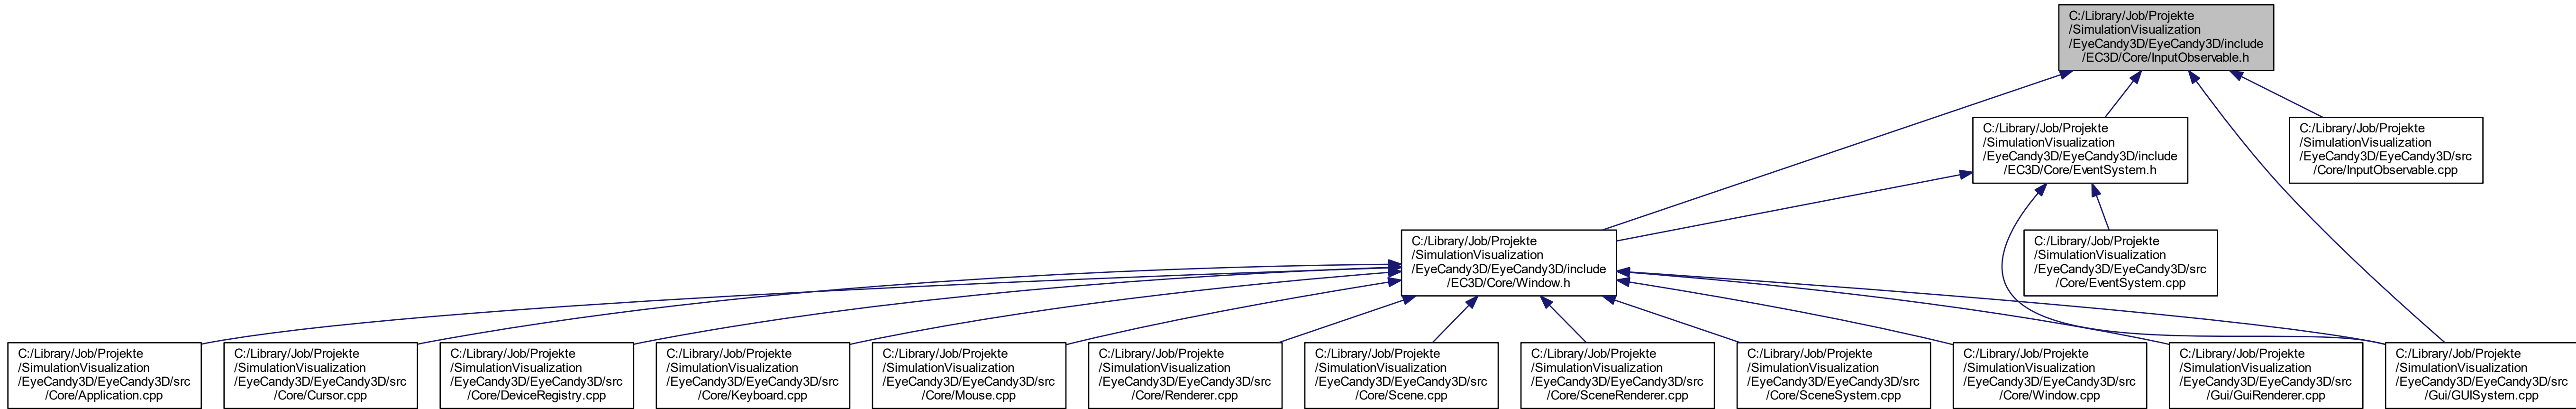 C:/Library/Job/Projekte
/SimulationVisualization
/EyeCandy3D/EyeCandy3D/include
/EC3D/Core/InputObservable.h
C:/Library/Job/Projekte
/SimulationVisualization
/EyeCandy3D/EyeCandy3D/include
/EC3D/Core/EventSystem.h
C:/Library/Job/Projekte
/SimulationVisualization
/EyeCandy3D/EyeCandy3D/src
/Core/InputObservable.cpp
C:/Library/Job/Projekte
/SimulationVisualization
/EyeCandy3D/EyeCandy3D/include
/EC3D/Core/Window.h
C:/Library/Job/Projekte
/SimulationVisualization
/EyeCandy3D/EyeCandy3D/src
/Core/EventSystem.cpp
C:/Library/Job/Projekte
/SimulationVisualization
/EyeCandy3D/EyeCandy3D/src
/Core/Application.cpp
C:/Library/Job/Projekte
/SimulationVisualization
/EyeCandy3D/EyeCandy3D/src
/Core/Cursor.cpp
C:/Library/Job/Projekte
/SimulationVisualization
/EyeCandy3D/EyeCandy3D/src
/Core/DeviceRegistry.cpp
C:/Library/Job/Projekte
/SimulationVisualization
/EyeCandy3D/EyeCandy3D/src
/Core/Keyboard.cpp
C:/Library/Job/Projekte
/SimulationVisualization
/EyeCandy3D/EyeCandy3D/src
/Core/Mouse.cpp
C:/Library/Job/Projekte
/SimulationVisualization
/EyeCandy3D/EyeCandy3D/src
/Core/Renderer.cpp
C:/Library/Job/Projekte
/SimulationVisualization
/EyeCandy3D/EyeCandy3D/src
/Core/Scene.cpp
C:/Library/Job/Projekte
/SimulationVisualization
/EyeCandy3D/EyeCandy3D/src
/Core/SceneRenderer.cpp
C:/Library/Job/Projekte
/SimulationVisualization
/EyeCandy3D/EyeCandy3D/src
/Core/SceneSystem.cpp
C:/Library/Job/Projekte
/SimulationVisualization
/EyeCandy3D/EyeCandy3D/src
/Core/Window.cpp
C:/Library/Job/Projekte
/SimulationVisualization
/EyeCandy3D/EyeCandy3D/src
/Gui/GuiRenderer.cpp
C:/Library/Job/Projekte
/SimulationVisualization
/EyeCandy3D/EyeCandy3D/src
/Gui/GUISystem.cpp